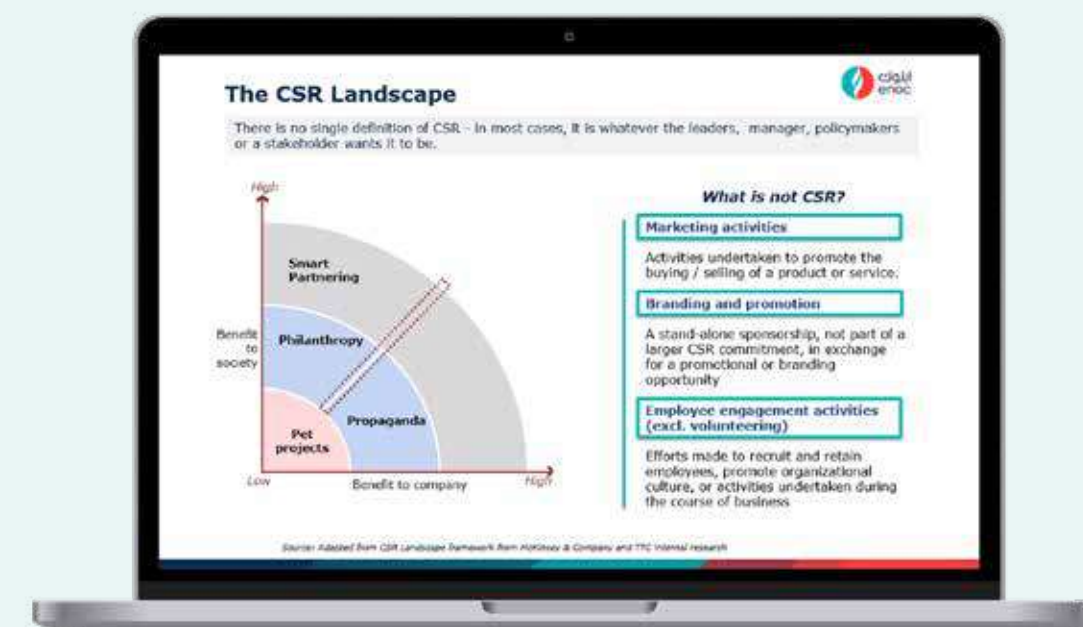 The CSR Landscape
اينوك
enoc
There is no single definition of CSR - in most cases, it is whatever the leaders, manager, policymakers
or a stakeholder wants it to be.
High
Smart
Partnering
Benefit
to
society
Philanthropy
Propaganda
Pet
projects
Low
Benefit to company
High
What is not CSR?
Marketing activities
Activities undertaken to promote the
buying / selling of a product or service.
Branding and promotion
A stand-alone sponsorship, not part of a
larger CSR commitment, in exchange
for a promotional or branding
opportunity
Employee engagement activities
(excl. volunteering)
Efforts made to recruit and retain
employees, promote organizational
culture, or activities undertaken during
the course of business
Source: Adapted from CSR Landscape framework from McKinsey & Company and TTC internal research